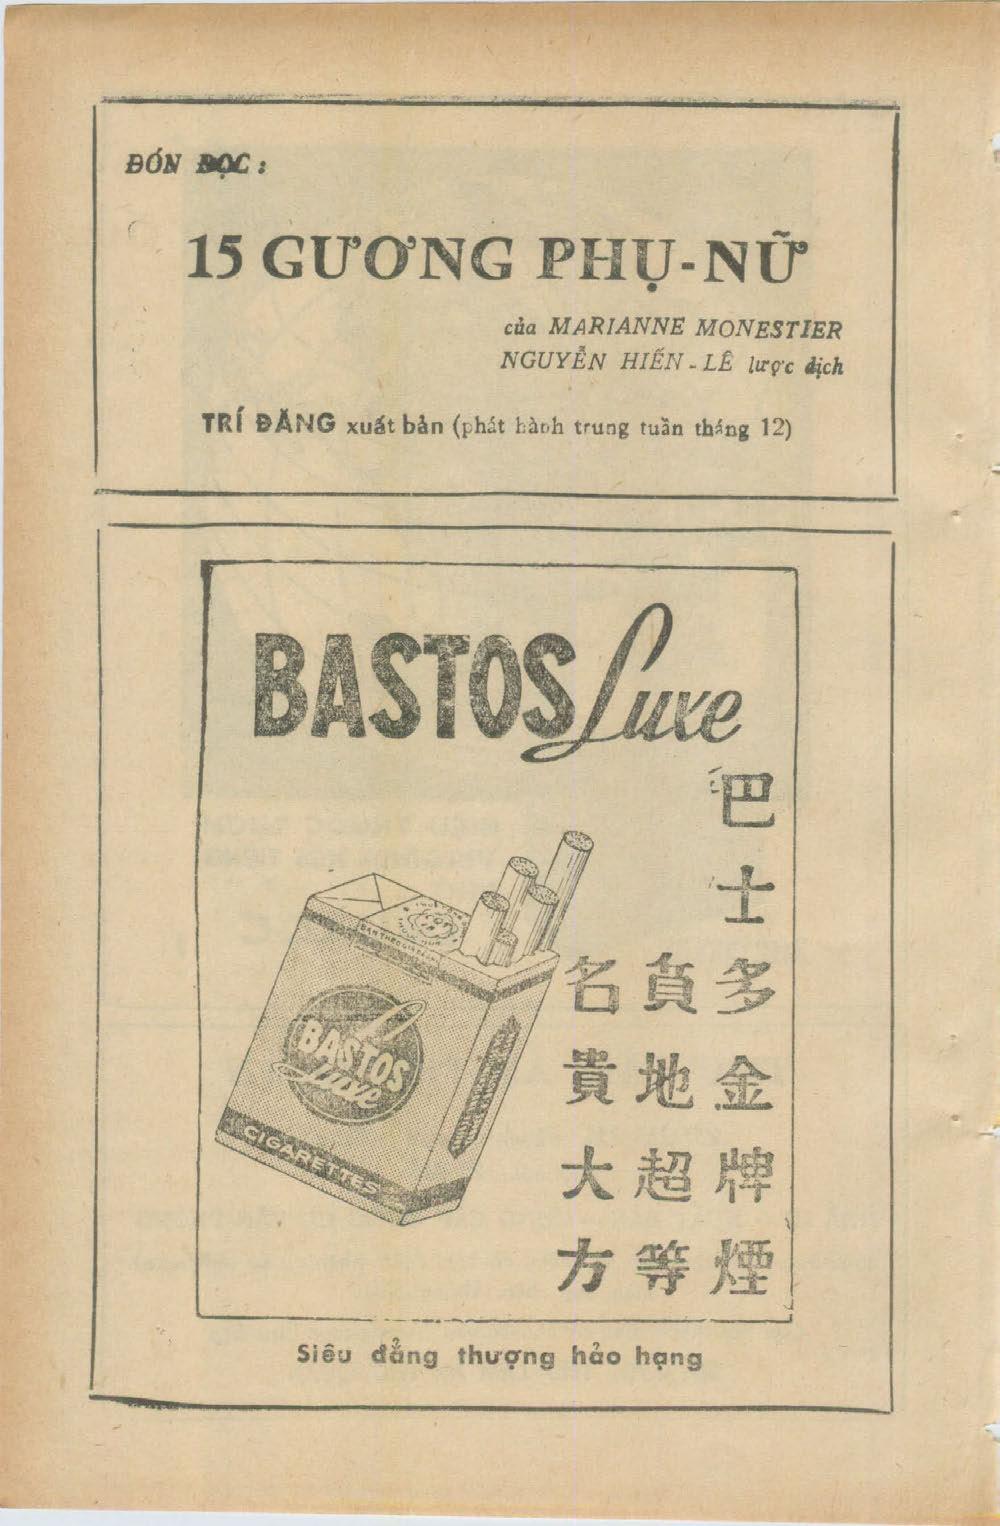 ĐÓN ĐỌC :
15 GƯƠNG PHỤ-NỮ
của MARIANNE MONESTIER
NGUYỄN HIẾN-LÊ lược dịch
TRÍ ĐĂNG xuất bản (phát hành trung tuần tháng 12)
BASTOS Luxe
巴士多金牌煙
負地超等
名貴大方
BASTOS
Luxe
CIGARETTES
Siêu đẳng thượng hảo hạng